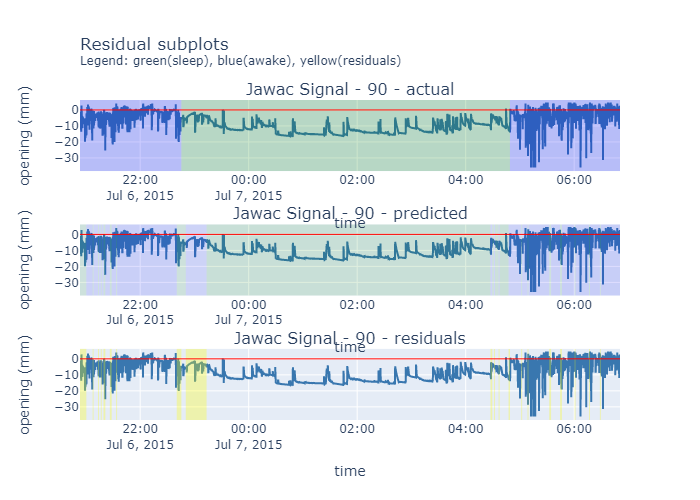 Residual subplots
Legend: green(sleep), blue(awake), yellow(residuals)
Jawac Signal - 90 - actual
opening (mm)
0
−10
−20
−30
22:00 00:00 02:00 04:00 06:00
Jul 6, 2015 Jul 7, 2015
time
Jawac Signal - 90 - predicted
opening (mm)
0
−10
−20
−30
22:00 00:00 02:00 04:00 06:00
Jul 6, 2015 Jul 7, 2015
time
Jawac Signal - 90 - residuals
opening (mm)
0
−10
−20
−30
22:00 00:00 02:00 04:00 06:00
Jul 6, 2015 Jul 7, 2015
time